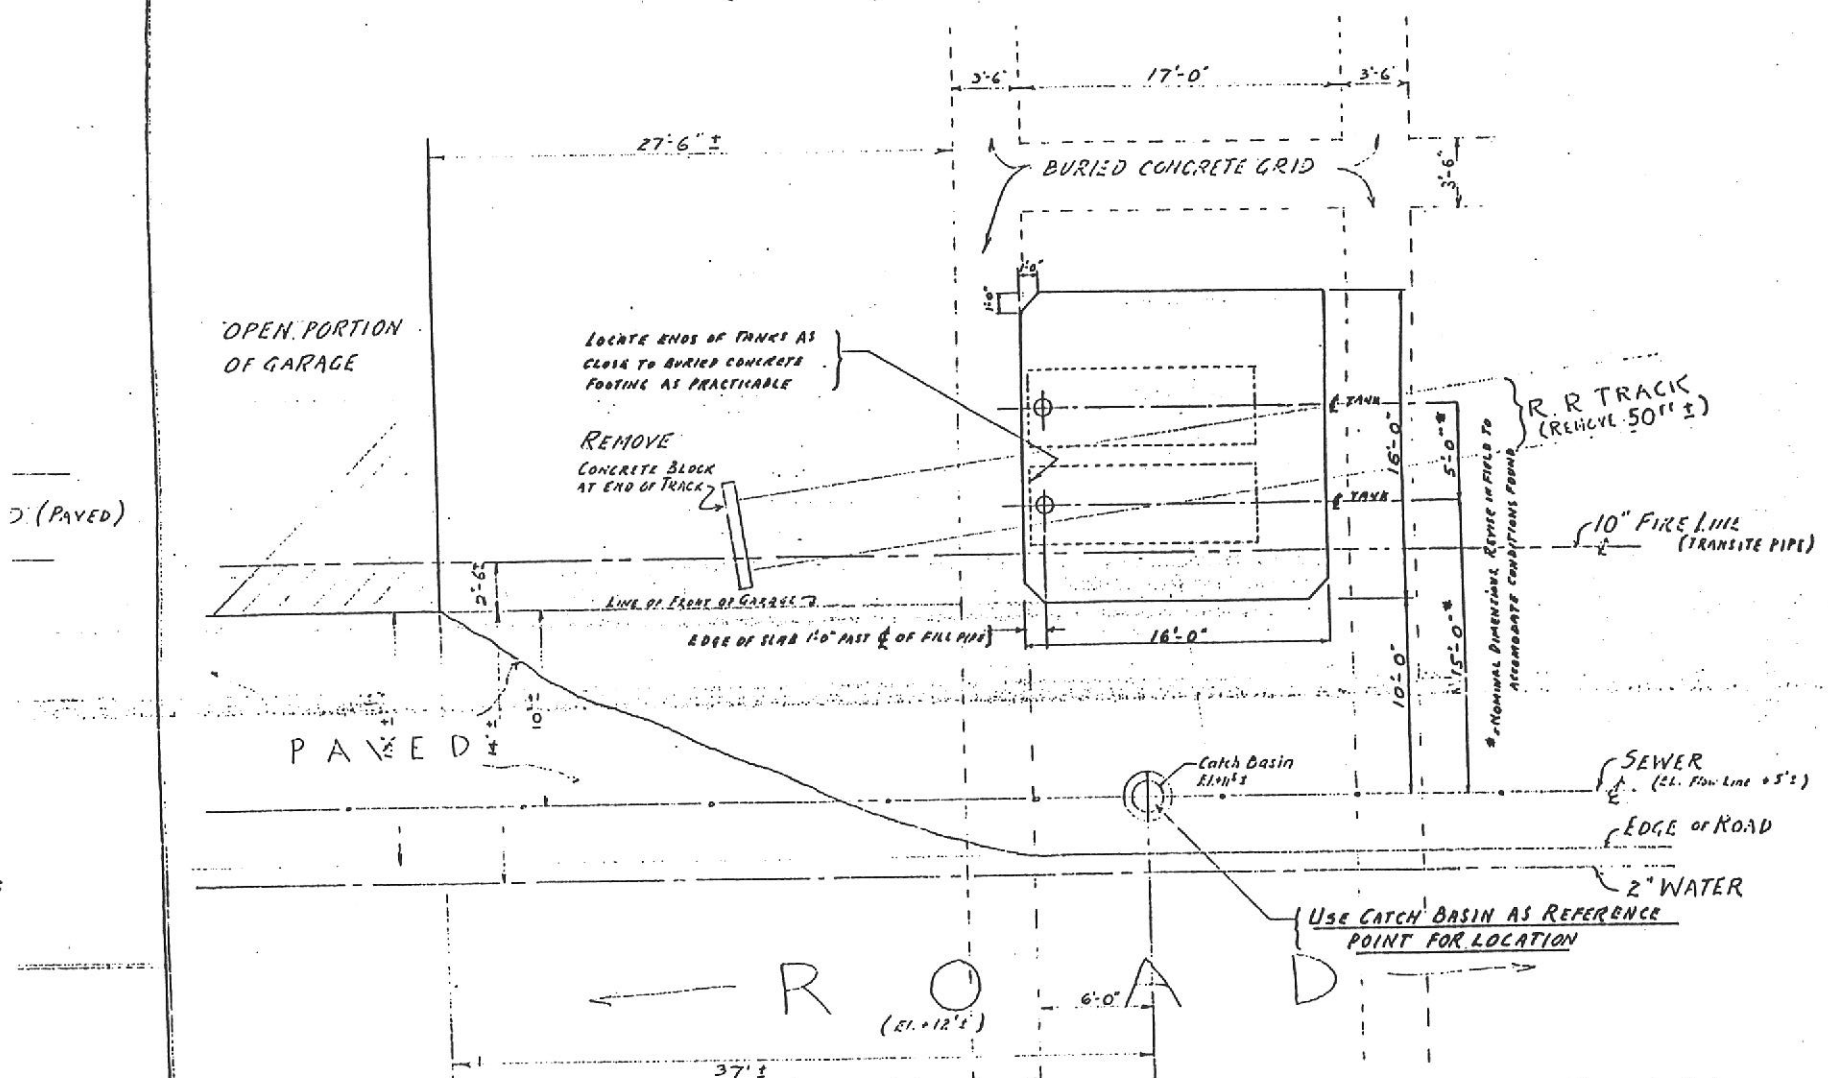 3'-6"
17'-0"
3'-6"
27'-6" ±
BURIED CONCRETE GRID
3'-6"
1'-0"
1'-0"
OPEN PORTION
OF GARAGE
LOCATE ENDS OF TANKS AS
CLOSE TO BURIED CONCRETE
FOOTING AS PRACTICABLE
REMOVE
CONCRETE BLOCK
AT END OF TRACK
℄ TANK
℄ TANK
R.R TRACK
(REMOVE 50'' ±)
16'-0"
5'-0" *
(PAVED)
10" FIRE LINE
(TRANSITE PIPE)
LINE OF FRONT OF GARAGE
EDGE OF SLAB 1'-0" PAST ℄ OF FILL PIPE
16'-0"
10'-0"
15'-0" *
* NOMINAL DIMENSIONS, REVISE IN FIELD TO
ACCOMODATE CONDITIONS FOUND
10' ±
PAVED
Catch Basin
SEWER
℄ (EL. Flow Line +5'±)
EDGE OF ROAD
2" WATER
USE CATCH BASIN AS REFERENCE
POINT FOR LOCATION
ROAD
(El. +12'±)
6'-0"
37' ±